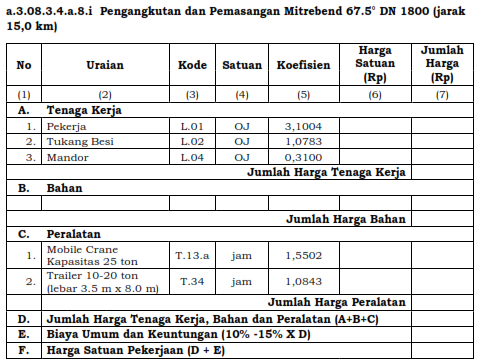 a.3.08.3.4.a.8.i Pengangkutan dan Pemasangan Mitrebend 67.5° DN 1800 (jarak
15,0 km)
No Uraian Kode Satuan Koefisien Harga Satuan (Rp) Jumlah Harga (Rp)
(1) (2) (3) (4) (5) (6) (7)
A. Tenaga Kerja
1. Pekerja L.01 OJ 3,1004
2. Tukang Besi L.02 OJ 1,0783
3. Mandor L.04 OJ 0,3100
Jumlah Harga Tenaga Kerja
B. Bahan
Jumlah Harga Bahan
C. Peralatan
1. Mobile Crane Kapasitas 25 ton T.13.a jam 1,5502
2. Trailer 10-20 ton (lebar 3.5 m x 8.0 m) T.34 jam 1,0843
Jumlah Harga Peralatan
D. Jumlah Harga Tenaga Kerja, Bahan dan Peralatan (A+B+C)
E. Biaya Umum dan Keuntungan (10% -15% X D)
F. Harga Satuan Pekerjaan (D + E)